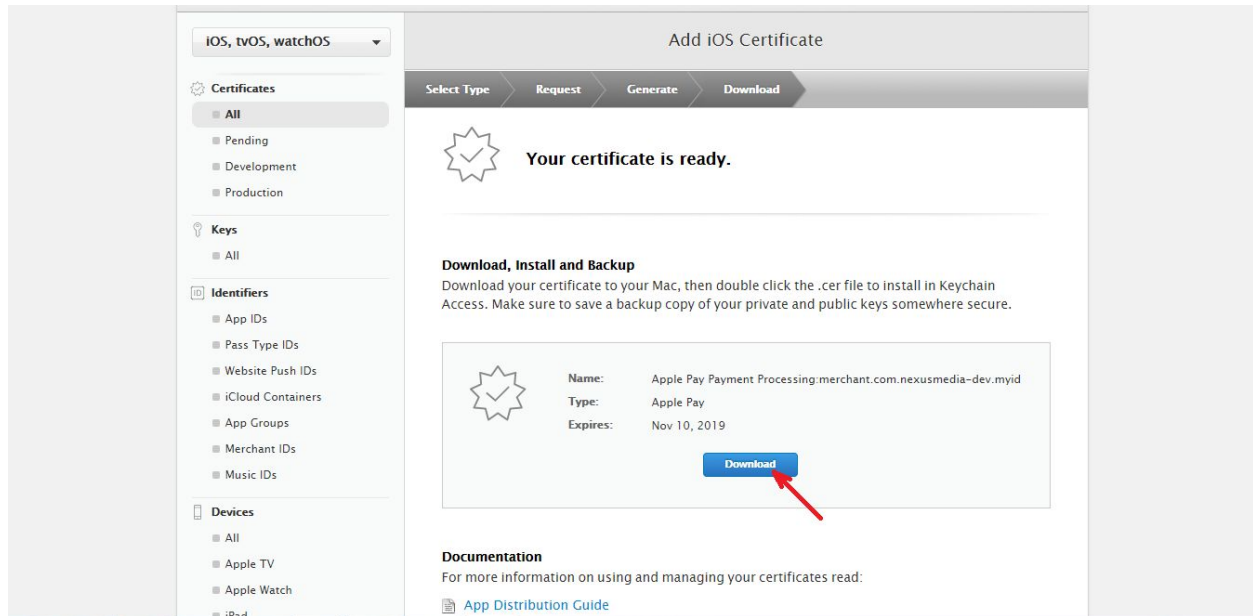 iOS, tvOS, watchOS
Certificates
All
Pending
Development
Production
Keys
All
ID
Identifiers
App IDs
Pass Type IDs
Website Push IDs
iCloud Containers
App Groups
Merchant IDs
Music IDs
Devices
All
Apple TV
Apple Watch
iPad
Add iOS Certificate
Select Type
Request
Generate
Download
Your certificate is ready.
Download, Install and Backup
Download your certificate to your Mac, then double click the .cer file to install in Keychain
Access. Make sure to save a backup copy of your private and public keys somewhere secure.
Name: Apple Pay Payment Processing:merchant.com.nexusmedia-dev.myid
Type: Apple Pay
Expires: Nov 10, 2019
Download
Documentation
For more information on using and managing your certificates read:
App Distribution Guide